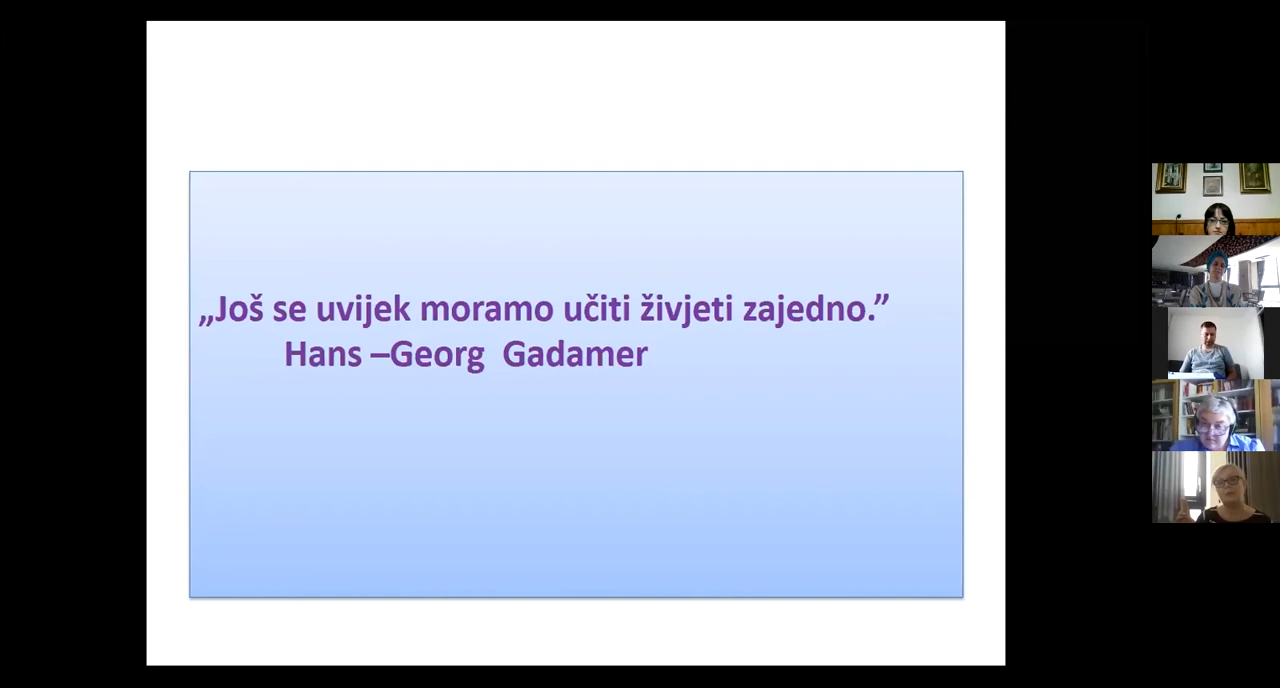 „Još se uvijek moramo učiti živjeti zajedno.”
Hans –Georg Gadamer